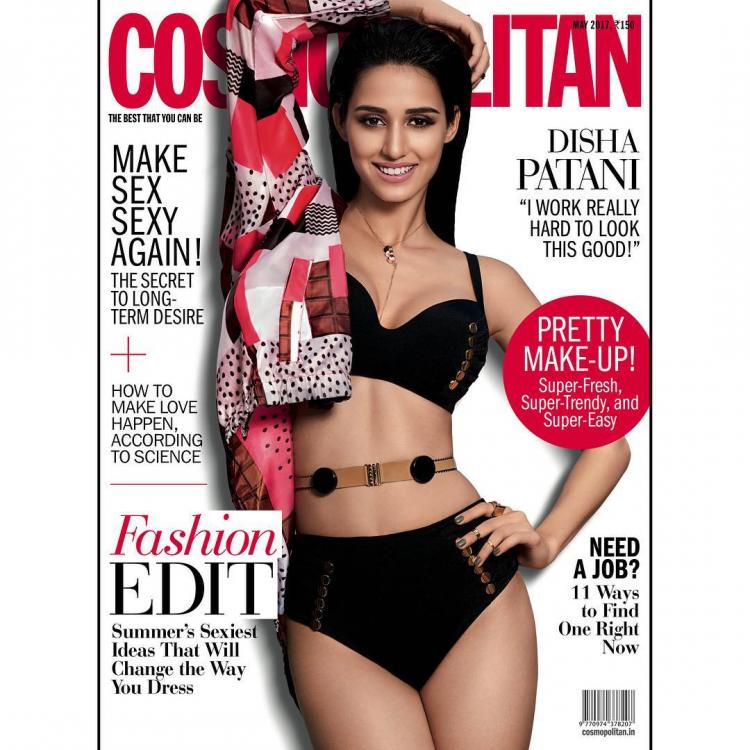 COSMOPOLITAN
MAY 2017, ₹150
THE BEST THAT YOU CAN BE
MAKE
SEX
SEXY
AGAIN!
THE SECRET
TO LONG-
TERM DESIRE
+
HOW TO
MAKE LOVE
HAPPEN,
ACCORDING
TO SCIENCE
Fashion
EDIT
Summer's Sexiest
Ideas That Will
Change the Way
You Dress
DISHA
PATANI
“I WORK REALLY
HARD TO LOOK
THIS GOOD!”
PRETTY
MAKE-UP!
Super-Fresh,
Super-Trendy, and
Super-Easy
NEED
A JOB?
11 Ways
to Find
One Right
Now
9 770974 378207
cosmopolitan.in